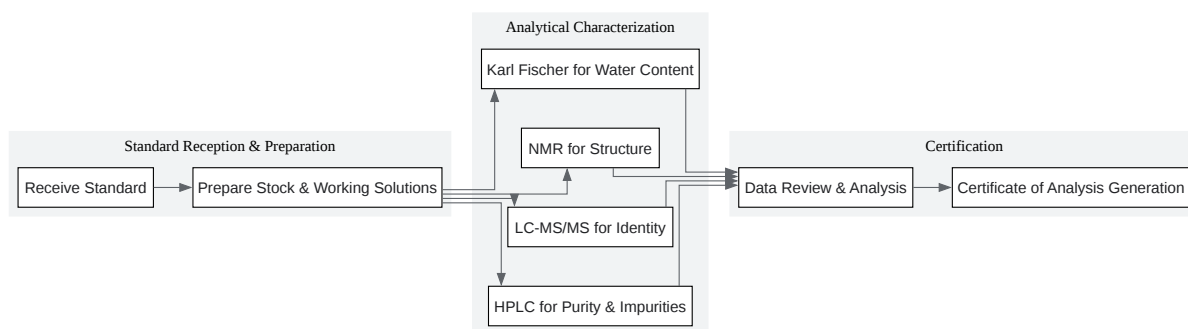 Analytical Characterization
Karl Fischer for Water Content
Standard Reception & Preparation
NMR for Structure
Certification
Receive Standard
Prepare Stock & Working Solutions
Data Review & Analysis
Certificate of Analysis Generation
LC-MS/MS for Identity
HPLC for Purity & Impurities